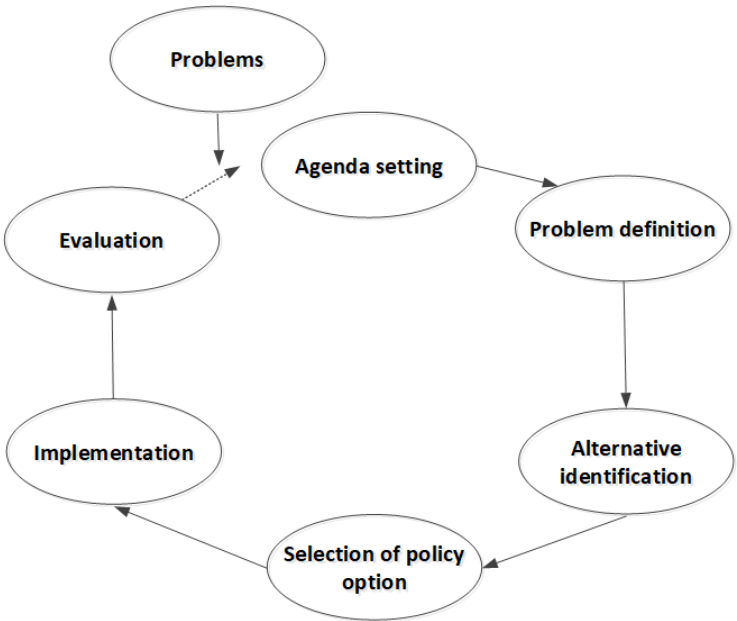 Problems
Agenda setting
Problem definition
Alternative
identification
Selection of policy
option
Implementation
Evaluation